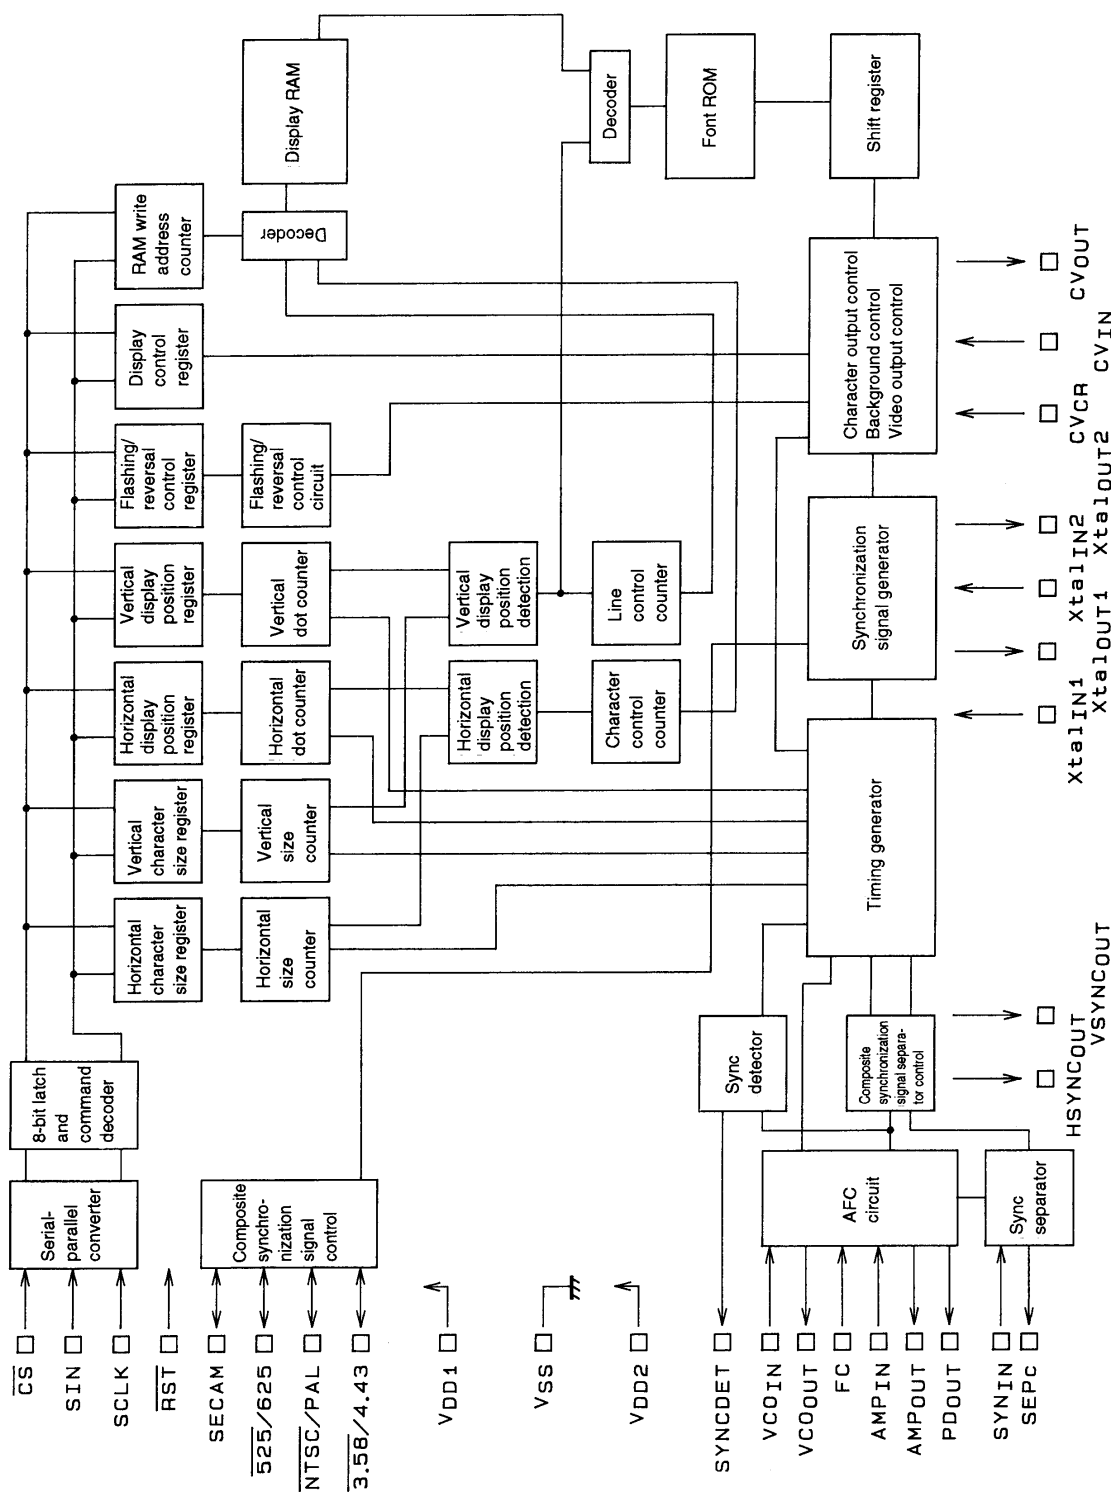 CS
SIN
SCLK
RST
SECAM
525/625
NTSC/PAL
3.58/4.43
VDD1
VSS
VDD2
SYNCDET
VCOIN
VCOOUT
FC
AMPIN
AMPOUT
PDOUT
SYNIN
SEPC
Serial-
parallel
converter
8-bit latch
and
command
decoder
Composite
synchro-
nization
signal
control
Horizontal
character
size register
Vertical
character
size register
Horizontal
display
position
register
Vertical
display
position
register
Flashing/
reversal
control
register
Display
control
register
RAM write
address
counter
Horizontal
size
counter
Vertical
size
counter
Horizontal
dot counter
Vertical
dot counter
Flashing/
reversal
control
circuit
Decoder
Display RAM
Horizontal
display
position
detection
Vertical
display
position
detection
Character
control
counter
Line
control
counter
Decoder
Font ROM
Shift register
Sync
detector
AFC
circuit
Sync
separator
Composite
synchronization
signal separa-
tor control
Timing generator
Synchronization
signal generator
Character output control
Background control
Video output control
HSYNCOUT
VSYNCOUT
XtalIN1
XtalOUT1
XtalIN2
XtalOUT2
CVCR
CVIN
CVOUT